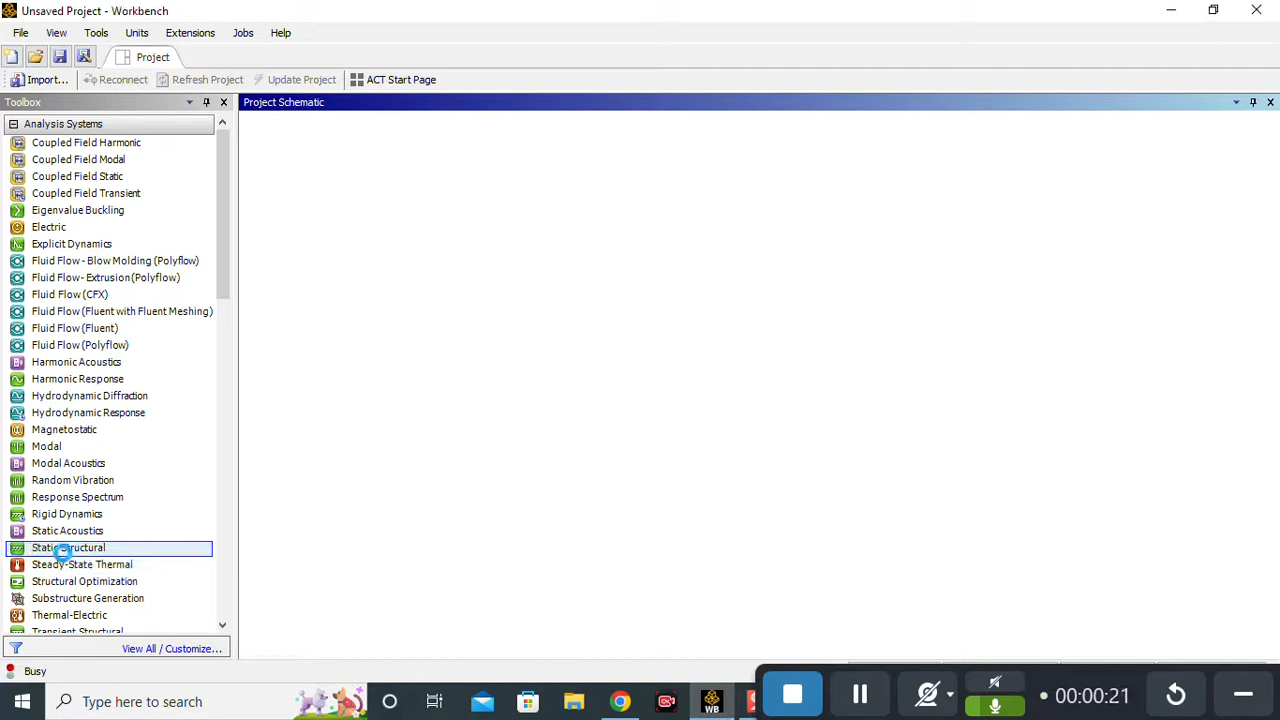 Unsaved Project - Workbench
File View Tools Units Extensions Jobs Help
Project
Import... Reconnect Refresh Project Update Project ACT Start Page
Toolbox
Project Schematic
Analysis Systems
Coupled Field Harmonic
Coupled Field Modal
Coupled Field Static
Coupled Field Transient
Eigenvalue Buckling
Electric
Explicit Dynamics
Fluid Flow - Blow Molding (Polyflow)
Fluid Flow- Extrusion (Polyflow)
Fluid Flow (CFX)
Fluid Flow (Fluent with Fluent Meshing)
Fluid Flow (Fluent)
Fluid Flow (Polyflow)
Harmonic Acoustics
Harmonic Response
Hydrodynamic Diffraction
Hydrodynamic Response
Magnetostatic
Modal
Modal Acoustics
Random Vibration
Response Spectrum
Rigid Dynamics
Static Acoustics
Static Structural
Steady-State Thermal
Structural Optimization
Substructure Generation
Thermal-Electric
Transient Structural
View All / Customize...
Busy
Type here to search
WB
00:00:21